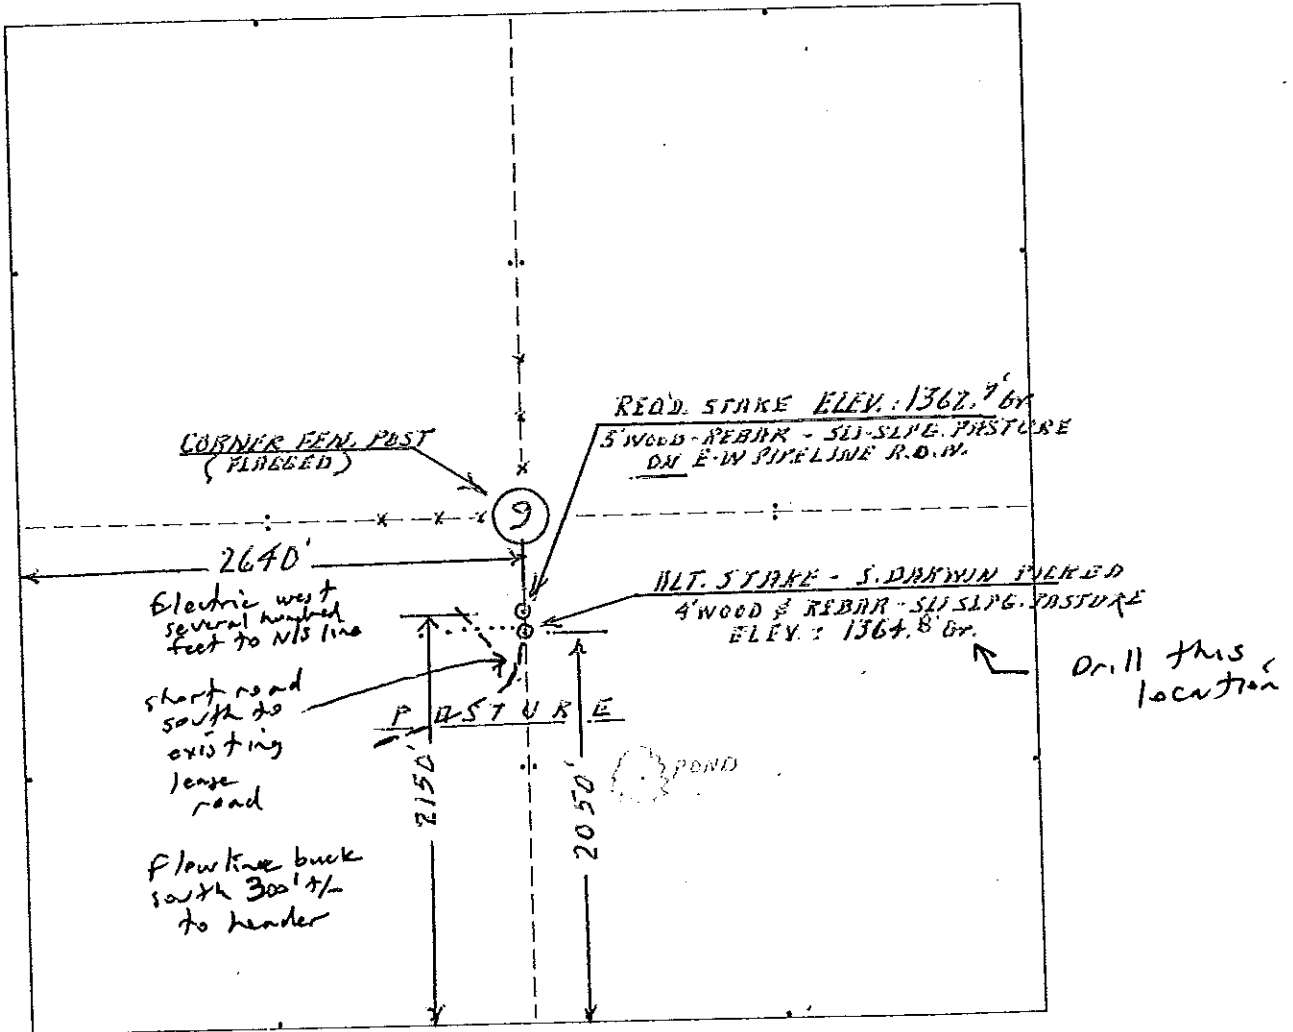 REQ'D. STAKE ELEV.: 1362.7' Gr.
3' WOOD-REBAR - SLI-SLPG. PASTURE
ON E-W PIPELINE R.O.W.
CORNER FENC. POST
(FLAGGED)
9
2640'
ALT. STAKE - S. DARWIN PICKED
4' WOOD & REBAR - SLI SLPG. PASTURE
ELEV.: 1364.8' Gr.
Drill this
location
Electric west
several hundred
feet to N/S line
short road
south to
existing
lease
road
PASTURE
2150'
2050'
POND
Flowline back
south 300' +/-
to header